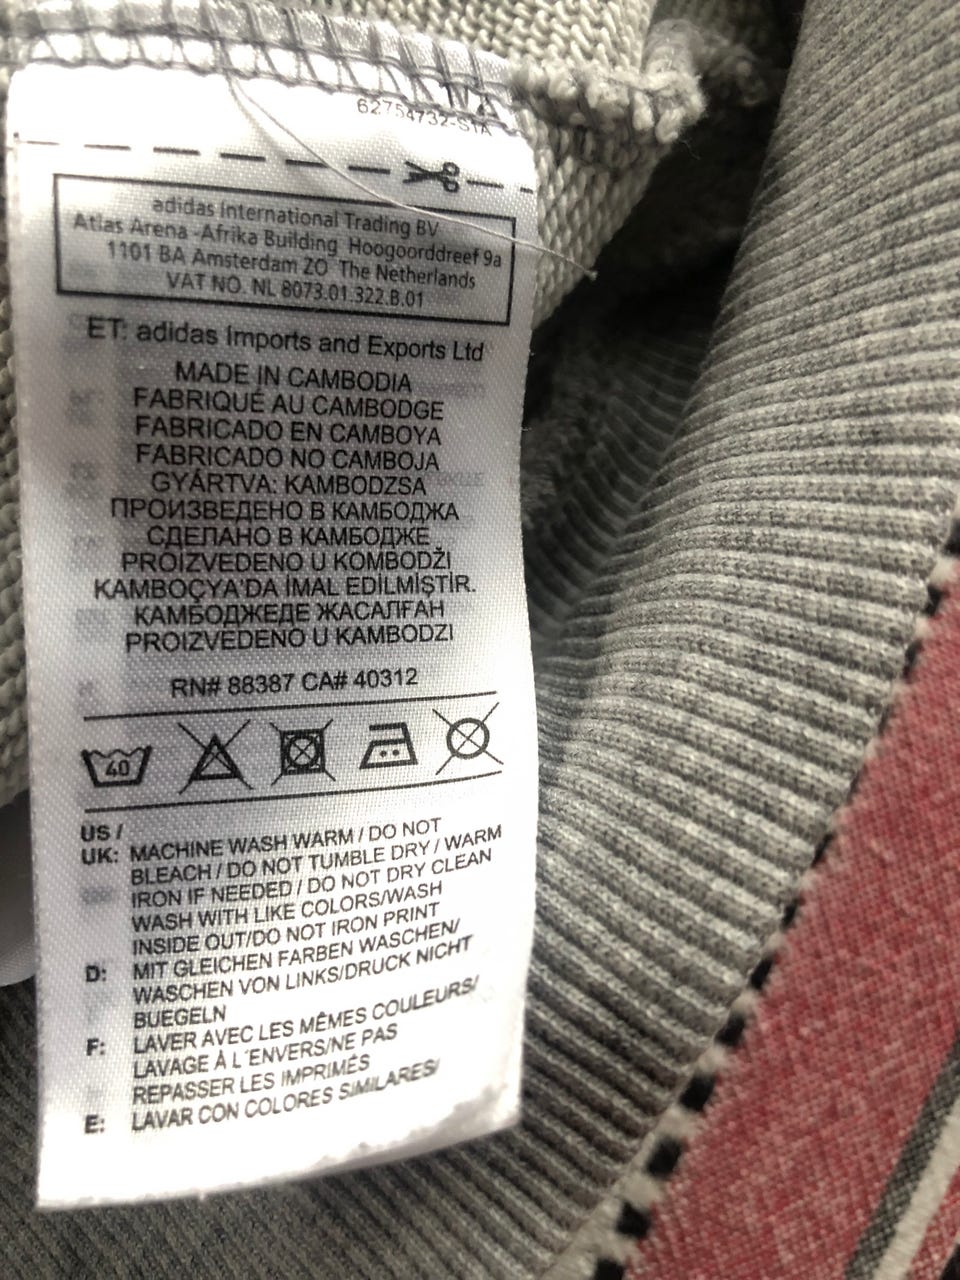 62754732-S1A
adidas International Trading BV
Atlas Arena -Afrika Building Hoogoorddreef 9a
1101 BA Amsterdam ZO The Netherlands
VAT NO. NL 8073.01.322.B.01
ET: adidas Imports and Exports Ltd
MADE IN CAMBODIA
FABRIQUÉ AU CAMBODGE
FABRICADO EN CAMBOYA
FABRICADO NO CAMBOJA
GYÁRTVA: KAMBODZSA
ПРОИЗВЕДЕНО В КАМБОДЖА
СДЕЛАНО В КАМБОДЖЕ
PROIZVEDENO U KOMBODŽI
KAMBOÇYA'DA İMAL EDİLMİŞTİR.
КАМБОДЖЕДЕ ЖАСАЛҒАН
PROIZVEDENO U KAMBODZI
RN# 88387 CA# 40312
40
US /
UK: MACHINE WASH WARM / DO NOT
BLEACH / DO NOT TUMBLE DRY / WARM
IRON IF NEEDED / DO NOT DRY CLEAN
WASH WITH LIKE COLORS/WASH
INSIDE OUT/DO NOT IRON PRINT
D: MIT GLEICHEN FARBEN WASCHEN/
WASCHEN VON LINKS/DRUCK NICHT
BUEGELN
F: LAVER AVEC LES MÊMES COULEURS/
LAVAGE À L´ENVERS/NE PAS
REPASSER LES IMPRIMÉS
E: LAVAR CON COLORES SIMILARES/